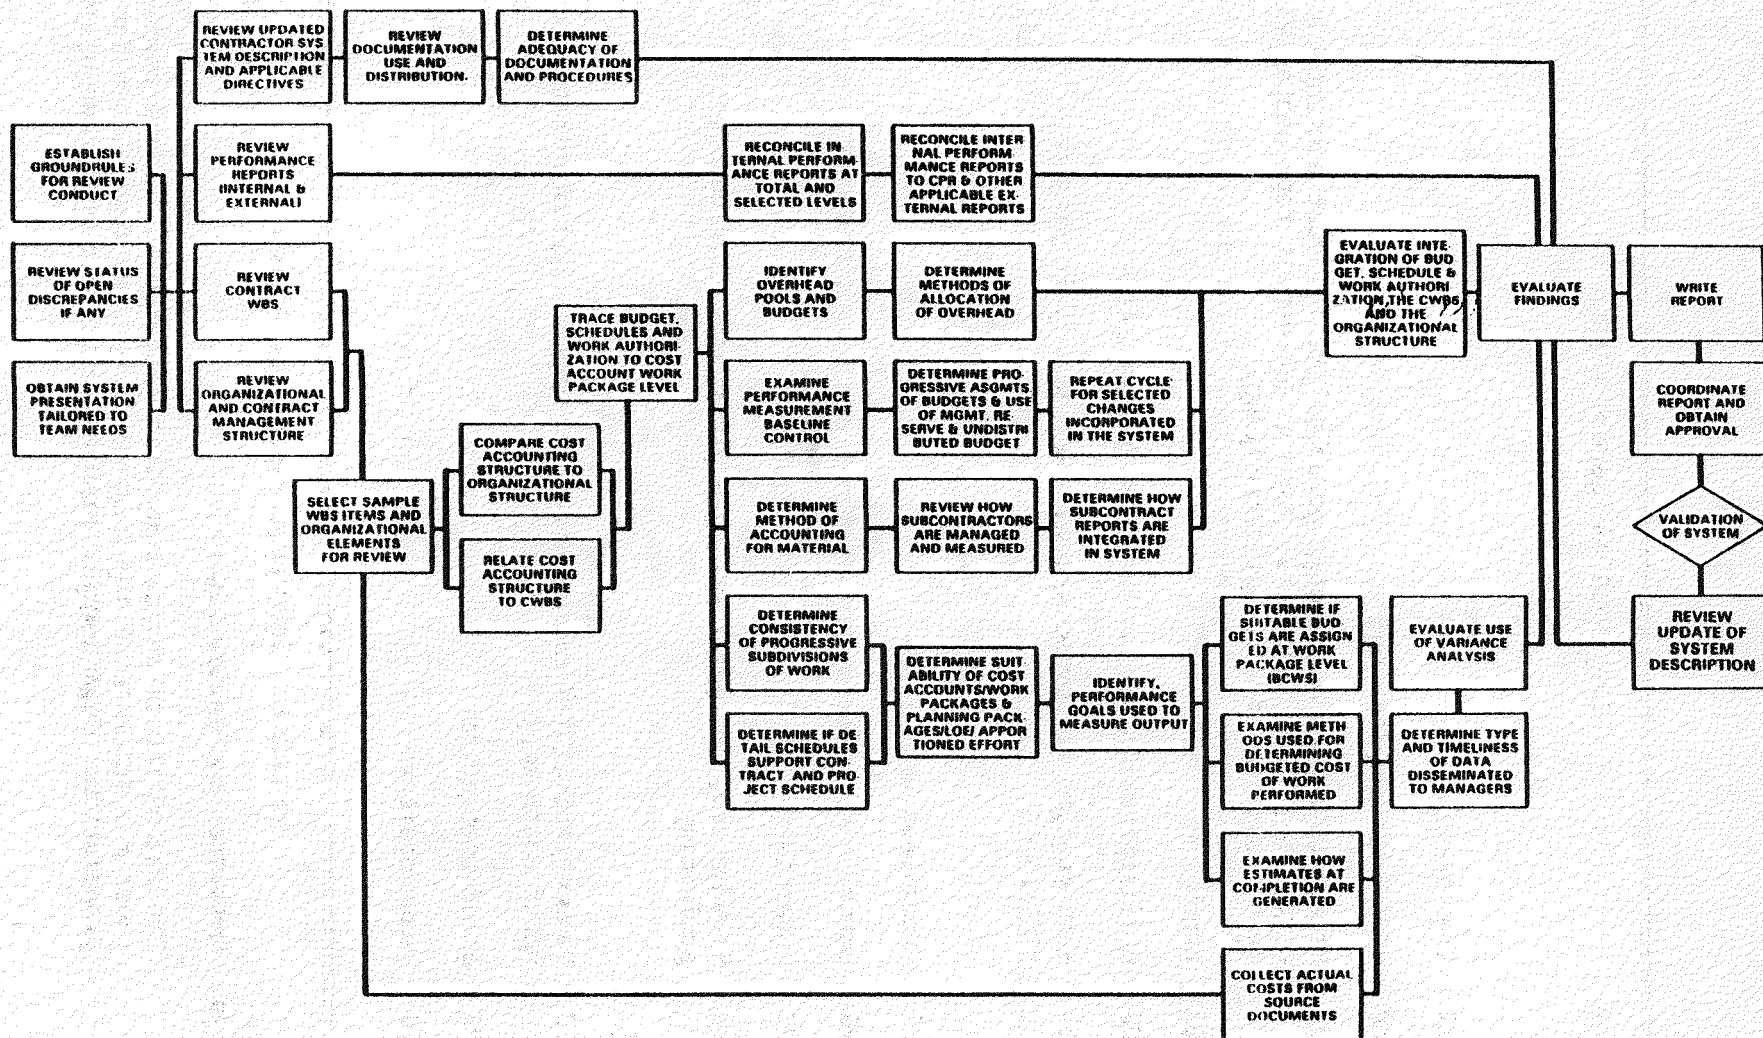 REVIEW UPDATED
CONTRACTOR SYS
TEM DESCRIPTION
AND APPLICABLE
DIRECTIVES
REVIEW
DOCUMENTATION
USE AND
DISTRIBUTION.
DETERMINE
ADEQUACY OF
DOCUMENTATION
AND PROCEDURES
ESTABLISH
GROUNDRULES
FOR REVIEW
CONDUCT
REVIEW
PERFORMANCE
REPORTS
(INTERNAL &
EXTERNAL)
RECONCILE IN
TERNAL PERFORM-
ANCE REPORTS AT
TOTAL AND
SELECTED LEVELS
RECONCILE INTER
NAL PERFOR-
MANCE REPORTS
TO CPR & OTHER
APPLICABLE EX-
TERNAL REPORTS
REVIEW STATUS
OF OPEN
DISCREPANCIES
IF ANY
REVIEW
CONTRACT
WBS
IDENTIFY
OVERHEAD
POOLS AND
BUDGETS
DETERMINE
METHODS OF
ALLOCATION
OF OVERHEAD
EVALUATE INTE-
GRATION OF BUD
GET, SCHEDULE &
WORK AUTHORI-
ZATION, THE CWBS,
AND THE
ORGANIZATIONAL
STRUCTURE
EVALUATE
FINDINGS
WRITE
REPORT
OBTAIN SYSTEM
PRESENTATION
TAILORED TO
TEAM NEEDS
REVIEW
ORGANIZATIONAL
AND CONTRACT
MANAGEMENT
STRUCTURE
TRACE BUDGET,
SCHEDULES AND
WORK AUTHORI-
ZATION TO COST
ACCOUNT WORK
PACKAGE LEVEL
EXAMINE
PERFORMANCE
MEASUREMENT
BASELINE
CONTROL
DETERMINE PRO-
GRESSIVE ASGMTS.
OF BUDGETS & USE
OF MGMT. RE-
SERVE & UNDISTRI
BUTED BUDGET
REPEAT CYCLE
FOR SELECTED
CHANGES
INCORPORATED
IN THE SYSTEM
COORDINATE
REPORT AND
OBTAIN
APPROVAL
SELECT SAMPLE
WBS ITEMS AND
ORGANIZATIONAL
ELEMENTS
FOR REVIEW
COMPARE COST
ACCOUNTING
STRUCTURE TO
ORGANIZATIONAL
STRUCTURE
RELATE COST
ACCOUNTING
STRUCTURE
TO CWBS
DETERMINE
METHOD OF
ACCOUNTING
FOR MATERIAL
REVIEW HOW
SUBCONTRACTORS
ARE MANAGED
AND MEASURED
DETERMINE HOW
SUBCONTRACT
REPORTS ARE
INTEGRATED
IN SYSTEM
VALIDATION
OF SYSTEM
DETERMINE
CONSISTENCY
OF PROGRESSIVE
SUBDIVISIONS
OF WORK
DETERMINE IF DE
TAIL SCHEDULES
SUPPORT CON-
TRACT AND PRO
JECT SCHEDULE
DETERMINE SUIT
ABILITY OF COST
ACCOUNTS/WORK
PACKAGES &
PLANNING PACK-
AGES/LOE/ APPOR
TIONED EFFORT
IDENTIFY,
PERFORMANCE
GOALS USED TO
MEASURE OUTPUT
DETERMINE IF
SUITABLE BUD-
GETS ARE ASSIGN
ED AT WORK
PACKAGE LEVEL
(BCWS)
EVALUATE USE
OF VARIANCE
ANALYSIS
REVIEW
UPDATE OF
SYSTEM
DESCRIPTION
EXAMINE METH
ODS USED FOR
DETERMINING
BUDGETED COST
OF WORK
PERFORMED
DETERMINE TYPE
AND TIMELINESS
OF DATA
DISSEMINATED
TO MANAGERS
EXAMINE HOW
ESTIMATES AT
COMPLETION ARE
GENERATED
COLLECT ACTUAL
COSTS FROM
SOURCE
DOCUMENTS